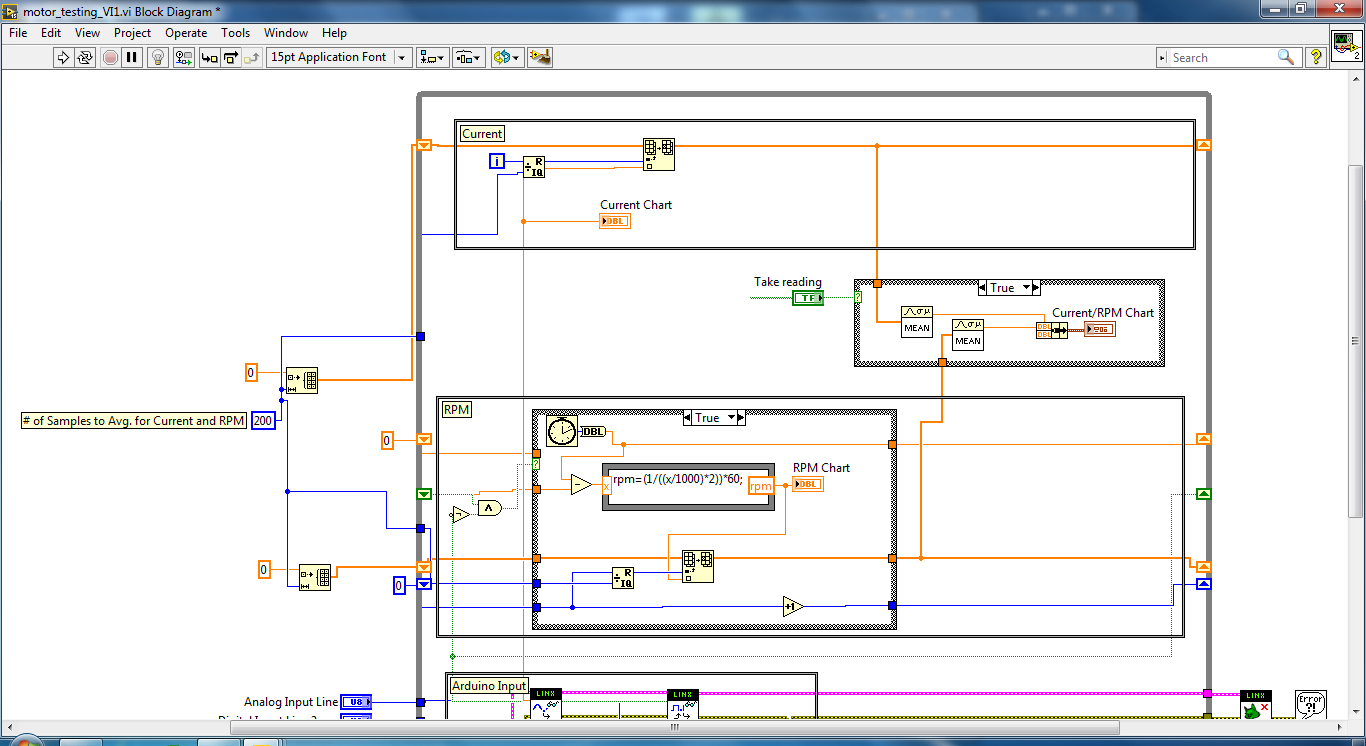 motor_testing_VI1.vi Block Diagram *
File Edit View Project Operate Tools Window Help
15pt Application Font
Search
2
Current
i
R
IQ
Current Chart
DBL
Take reading
TF
?
True
MEAN
MEAN
Current/RPM Chart
DBL
DBL
0
# of Samples to Avg. for Current and RPM
200
RPM
0
True
DBL
?
x
rpm=(1/((x/1000)*2))*60;
rpm
RPM Chart
DBL
0
0
R
IQ
+1
Arduino Input
LINX
LINX
LINX
Error
?!
Analog Input Line
U8